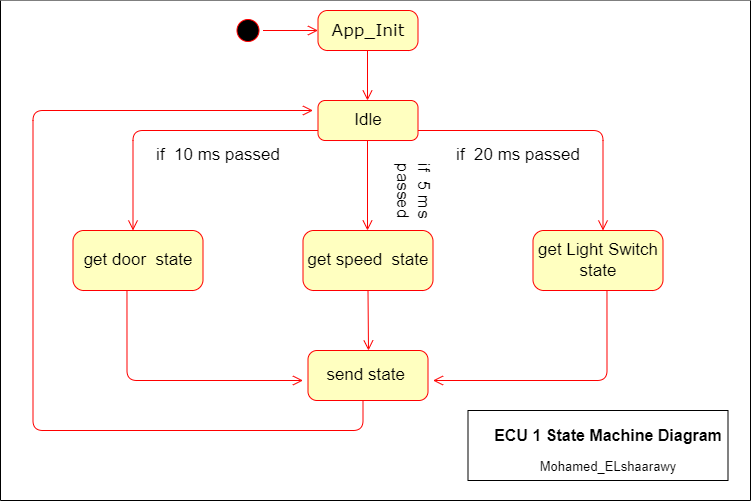 App_Init
Idle
if 10 ms passed
if 5 ms
passed
if 20 ms passed
get door state
get speed state
get Light Switch
state
send state
ECU 1 State Machine Diagram
Mohamed_ELshaarawy